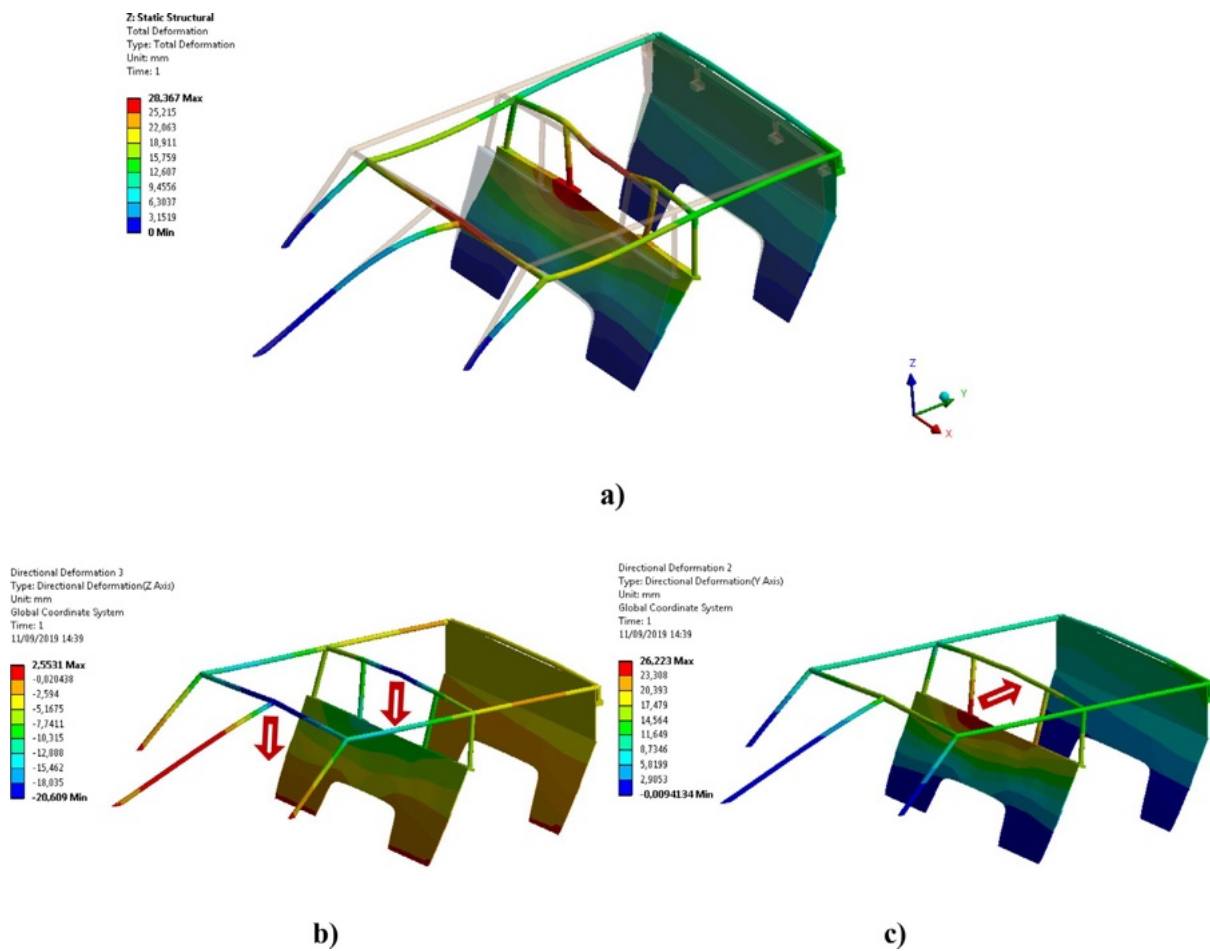 Z: Static Structural
Total Deformation
Type: Total Deformation
Unit: mm
Time: 1
28,367 Max
25,215
22,063
18,911
15,759
12,607
9,4556
6,3037
3,1519
0 Min
Z
Y
X
a)
Directional Deformation 3
Type: Directional Deformation(Z Axis)
Unit: mm
Global Coordinate System
Time: 1
11/09/2019 14:39
2,5531 Max
-0,020438
-2,594
-5,1675
-7,7411
-10,315
-12,888
-15,462
-18,035
-20,609 Min
b)
Directional Deformation 2
Type: Directional Deformation(Y Axis)
Unit: mm
Global Coordinate System
Time: 1
11/09/2019 14:39
26,223 Max
23,308
20,393
17,479
14,564
11,649
8,7346
5,8199
2,9053
-0,0094134 Min
c)